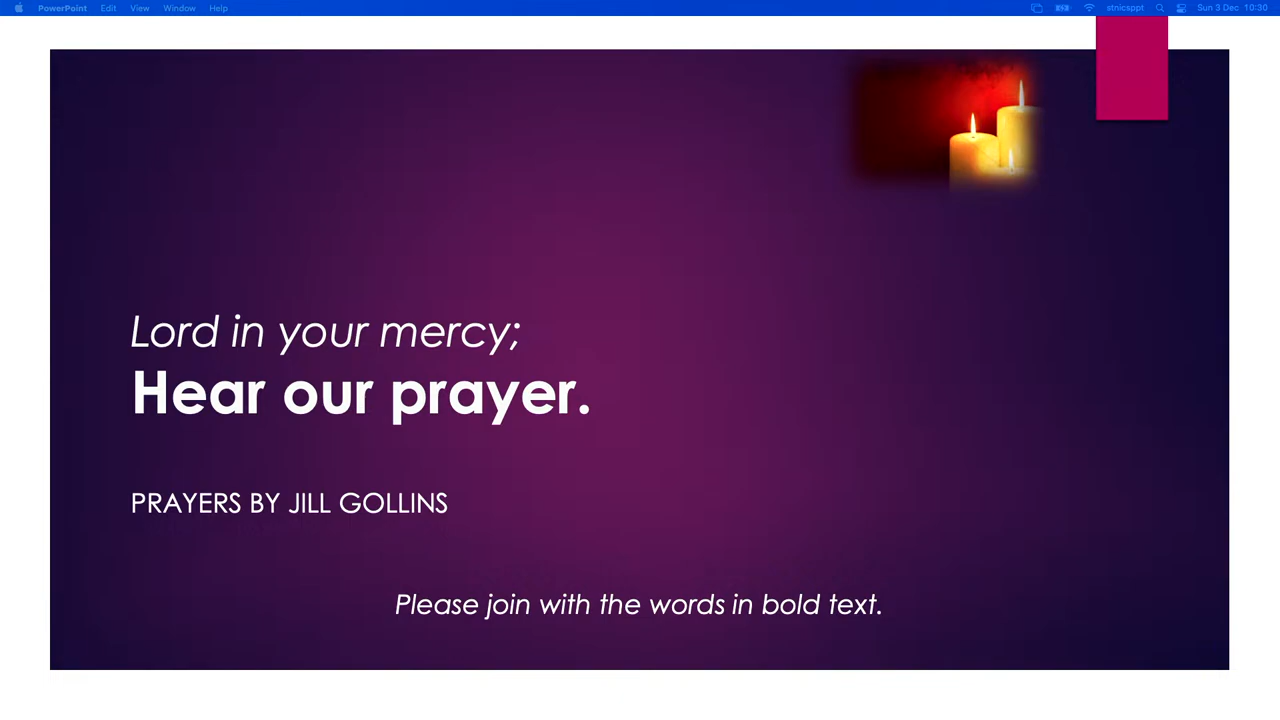 PowerPoint Edit View Window Help stnicsppt Sun 3 Dec 10:30
Lord in your mercy;
Hear our prayer.
PRAYERS BY JILL GOLLINS
Please join with the words in bold text.